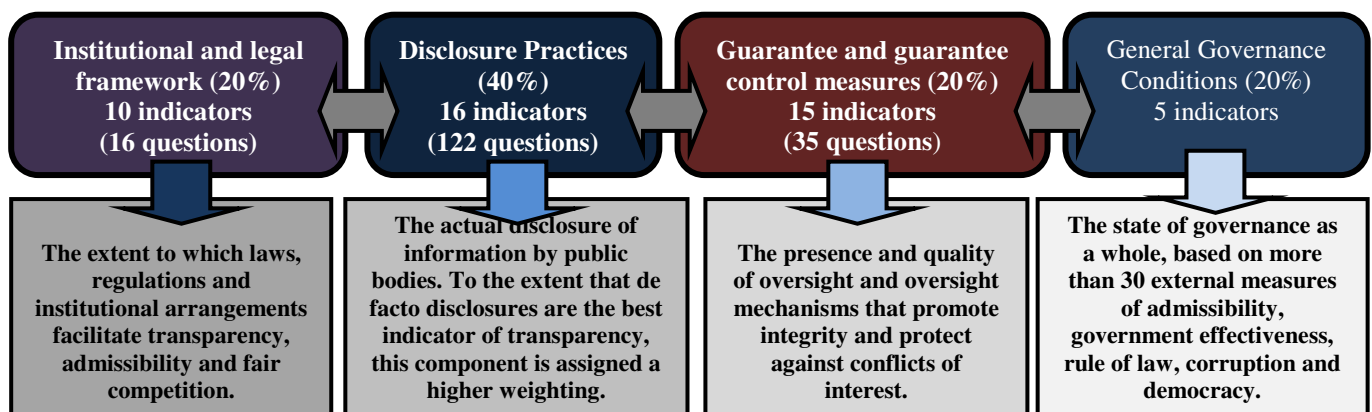 Institutional and legal
framework (20%)
10 indicators
(16 questions)
Disclosure Practices
(40%)
16 indicators
(122 questions)
Guarantee and guarantee
control measures (20%)
15 indicators
(35 questions)
General Governance
Conditions (20%)
5 indicators
The extent to which laws,
regulations and
institutional arrangements
facilitate transparency,
admissibility and fair
competition.
The actual disclosure of
information by public
bodies. To the extent that de
facto disclosures are the best
indicator of transparency,
this component is assigned a
higher weighting.
The presence and quality
of oversight and oversight
mechanisms that promote
integrity and protect
against conflicts of
interest.
The state of governance as
a whole, based on more
than 30 external measures
of admissibility,
government effectiveness,
rule of law, corruption and
democracy.